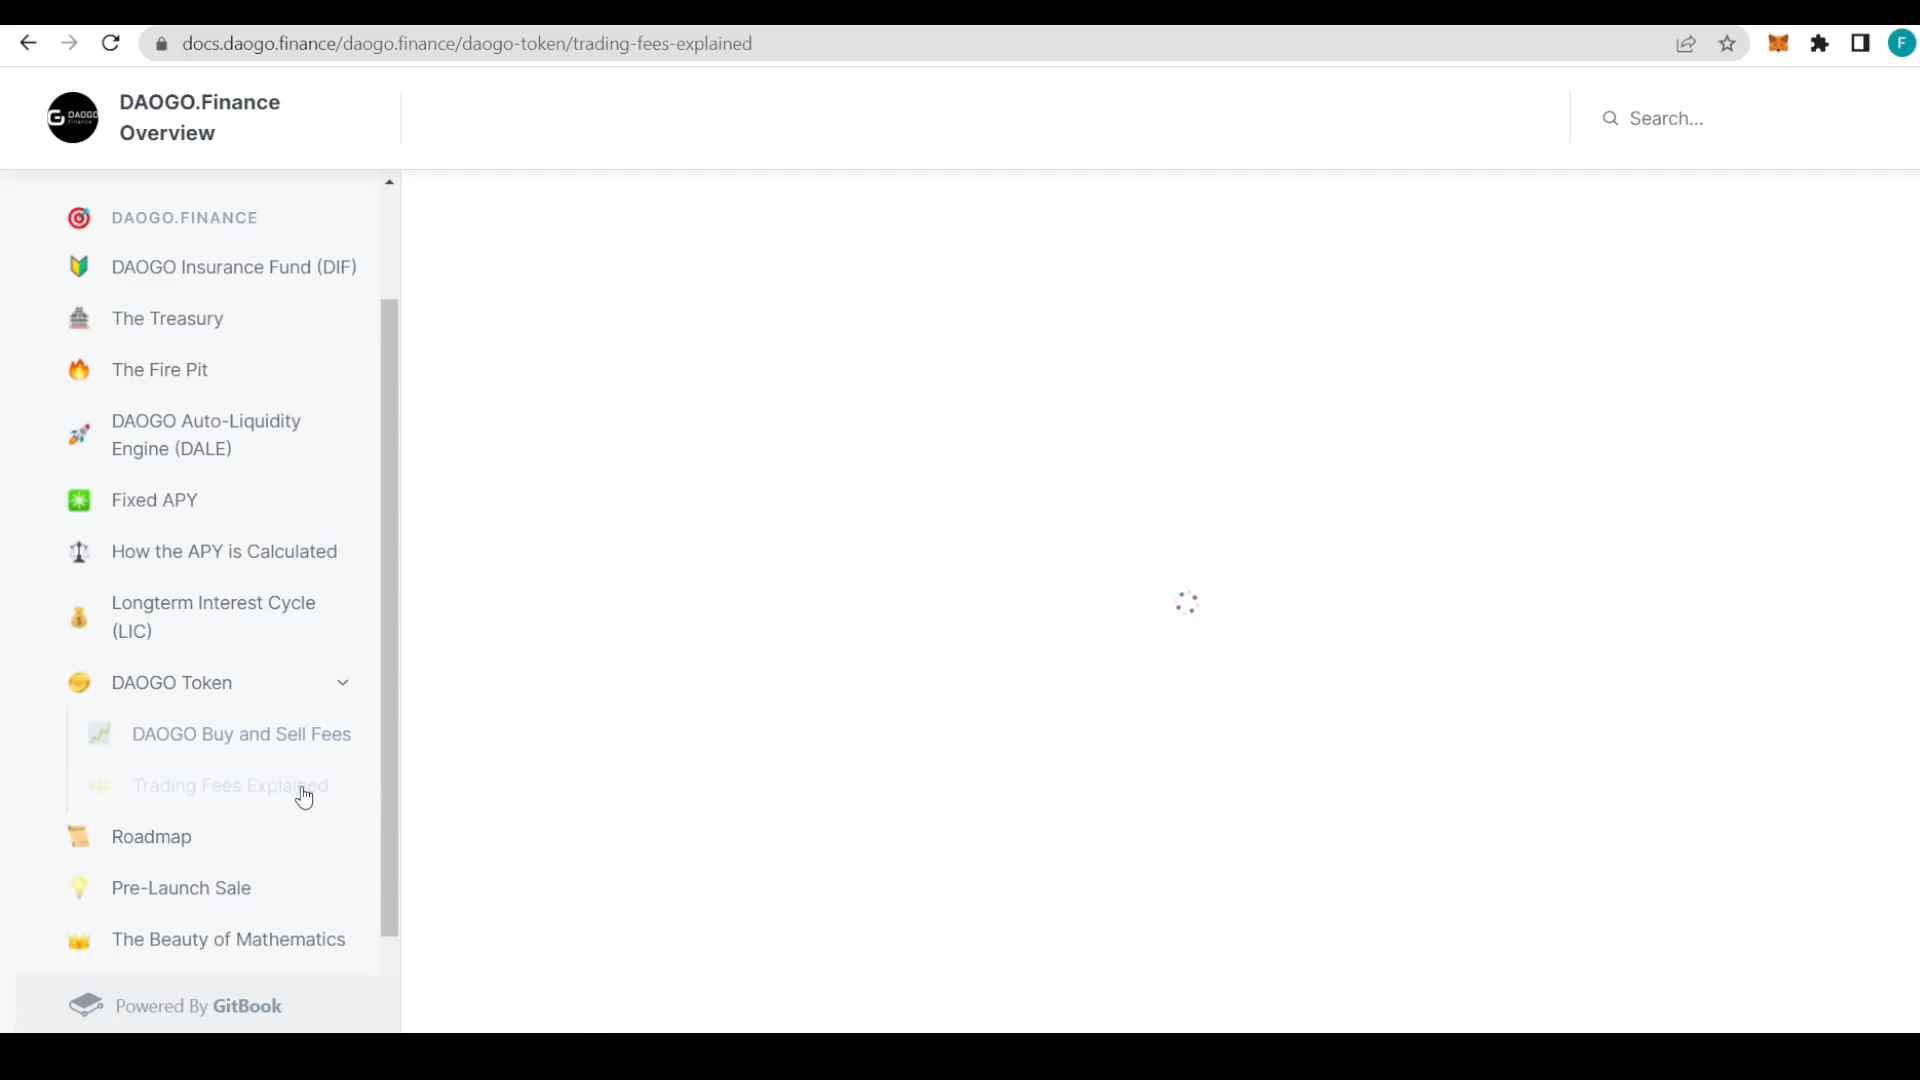 docs.daogo.finance/daogo.finance/daogo-token/trading-fees-explained
F
DAOGO
Finance
DAOGO.Finance
Overview
Search...
DAOGO.FINANCE
DAOGO Insurance Fund (DIF)
The Treasury
The Fire Pit
DAOGO Auto-Liquidity
Engine (DALE)
Fixed APY
How the APY is Calculated
Longterm Interest Cycle
(LIC)
DAOGO Token
DAOGO Buy and Sell Fees
Trading Fees Explained
Roadmap
Pre-Launch Sale
The Beauty of Mathematics
Powered By GitBook